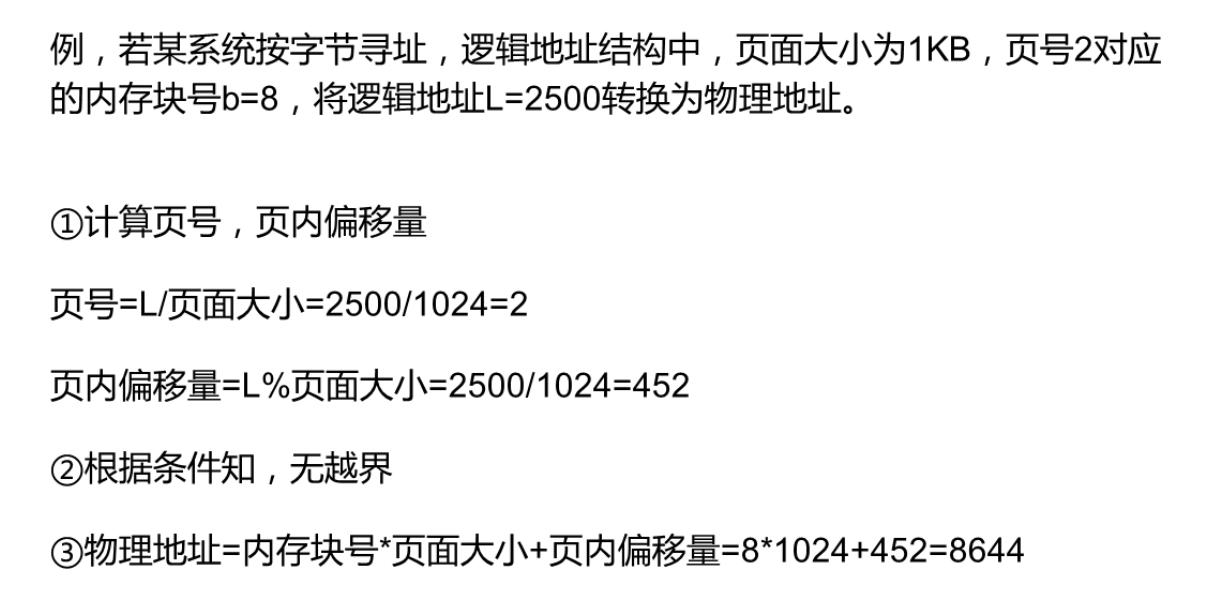 例，若某系统按字节寻址，逻辑地址结构中，页面大小为1KB，页号2对应
的内存块号b=8，将逻辑地址L=2500转换为物理地址。
①计算页号，页内偏移量
页号=L/页面大小=2500/1024=2
页内偏移量=L%页面大小=2500/1024=452
②根据条件知，无越界
③物理地址=内存块号*页面大小+页内偏移量=8*1024+452=8644